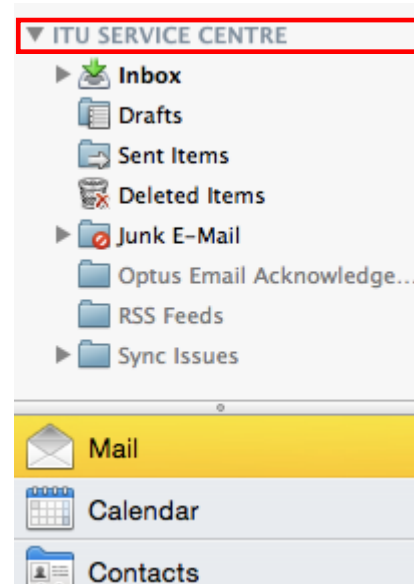 ITU SERVICE CENTRE
Inbox
Drafts
Sent Items
Deleted Items
Junk E-Mail
Optus Email Acknowledge...
RSS Feeds
Sync Issues
Mail
Calendar
Contacts